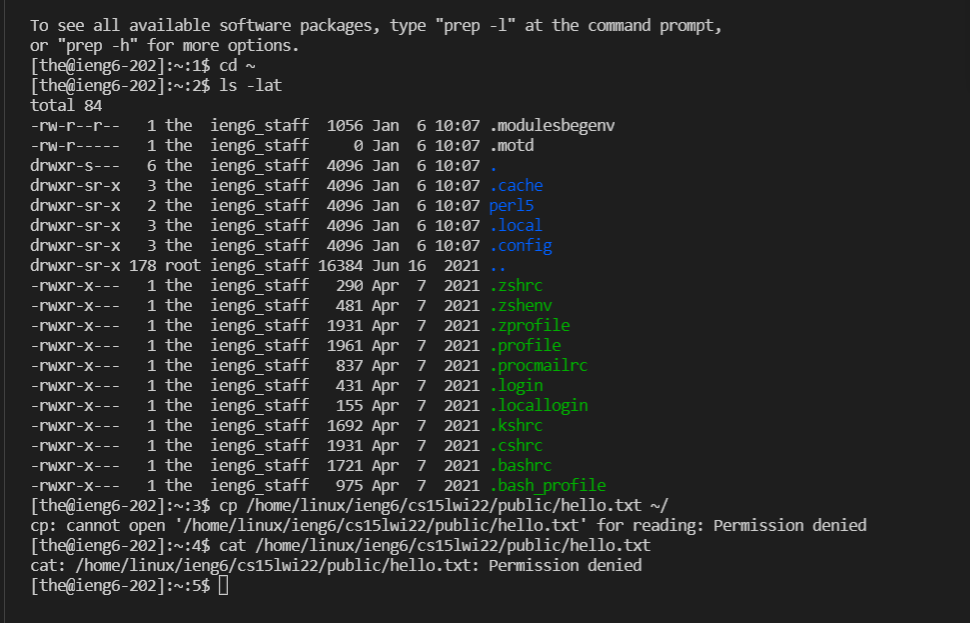 To see all available software packages, type "prep -l" at the command prompt,
or "prep -h" for more options.
[the@ieng6-202]:~:1$ cd ~
[the@ieng6-202]:~:2$ ls -lat
total 84
-rw-r--r--   1 the  ieng6_staff  1056 Jan  6 10:07 .modulesbegenv
-rw-r-----   1 the  ieng6_staff     0 Jan  6 10:07 .motd
drwxr-s---   6 the  ieng6_staff  4096 Jan  6 10:07 .
drwxr-sr-x   3 the  ieng6_staff  4096 Jan  6 10:07 .cache
drwxr-sr-x   2 the  ieng6_staff  4096 Jan  6 10:07 perl5
drwxr-sr-x   3 the  ieng6_staff  4096 Jan  6 10:07 .local
drwxr-sr-x   3 the  ieng6_staff  4096 Jan  6 10:07 .config
drwxr-sr-x 178 root ieng6_staff 16384 Jun 16  2021 ..
-rwxr-x---   1 the  ieng6_staff   290 Apr  7  2021 .zshrc
-rwxr-x---   1 the  ieng6_staff   481 Apr  7  2021 .zshenv
-rwxr-x---   1 the  ieng6_staff  1931 Apr  7  2021 .zprofile
-rwxr-x---   1 the  ieng6_staff  1961 Apr  7  2021 .profile
-rwxr-x---   1 the  ieng6_staff   837 Apr  7  2021 .procmailrc
-rwxr-x---   1 the  ieng6_staff   431 Apr  7  2021 .login
-rwxr-x---   1 the  ieng6_staff   155 Apr  7  2021 .locallogin
-rwxr-x---   1 the  ieng6_staff  1692 Apr  7  2021 .kshrc
-rwxr-x---   1 the  ieng6_staff  1931 Apr  7  2021 .cshrc
-rwxr-x---   1 the  ieng6_staff  1721 Apr  7  2021 .bashrc
-rwxr-x---   1 the  ieng6_staff   975 Apr  7  2021 .bash_profile
[the@ieng6-202]:~:3$ cp /home/linux/ieng6/cs15lwi22/public/hello.txt ~/
cp: cannot open '/home/linux/ieng6/cs15lwi22/public/hello.txt' for reading: Permission denied
[the@ieng6-202]:~:4$ cat /home/linux/ieng6/cs15lwi22/public/hello.txt
cat: /home/linux/ieng6/cs15lwi22/public/hello.txt: Permission denied
[the@ieng6-202]:~:5$